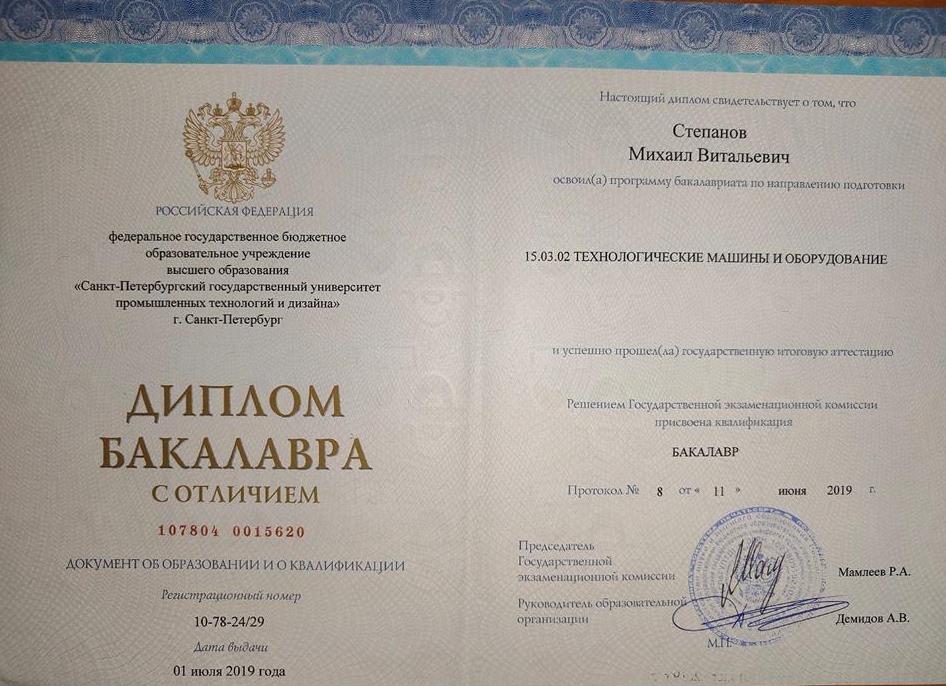 РОССИЙСКАЯ ФЕДЕРАЦИЯ
федеральное государственное бюджетное
образовательное учреждение
высшего образования
«Санкт-Петербургский государственный университет
промышленных технологий и дизайна»
г. Санкт-Петербург
ДИПЛОМ
БАКАЛАВРА
С ОТЛИЧИЕМ
107804 0015620
ДОКУМЕНТ ОБ ОБРАЗОВАНИИ И О КВАЛИФИКАЦИИ
Регистрационный номер
10-78-24/29
Дата выдачи
01 июля 2019 года
Настоящий диплом свидетельствует о том, что
Степанов
Михаил Витальевич
освоил(а) программу бакалавриата по направлению подготовки
15.03.02 ТЕХНОЛОГИЧЕСКИЕ МАШИНЫ И ОБОРУДОВАНИЕ
и успешно прошел(ла) государственную итоговую аттестацию
Решением Государственной экзаменационной комиссии
присвоена квалификация
БАКАЛАВР
Протокол № 8 от « 11 » июня 2019 г.
Председатель
Государственной
экзаменационной комиссии
Мамлеев Р.А.
Руководитель образовательной
организации
Демидов А.В.
М.П.